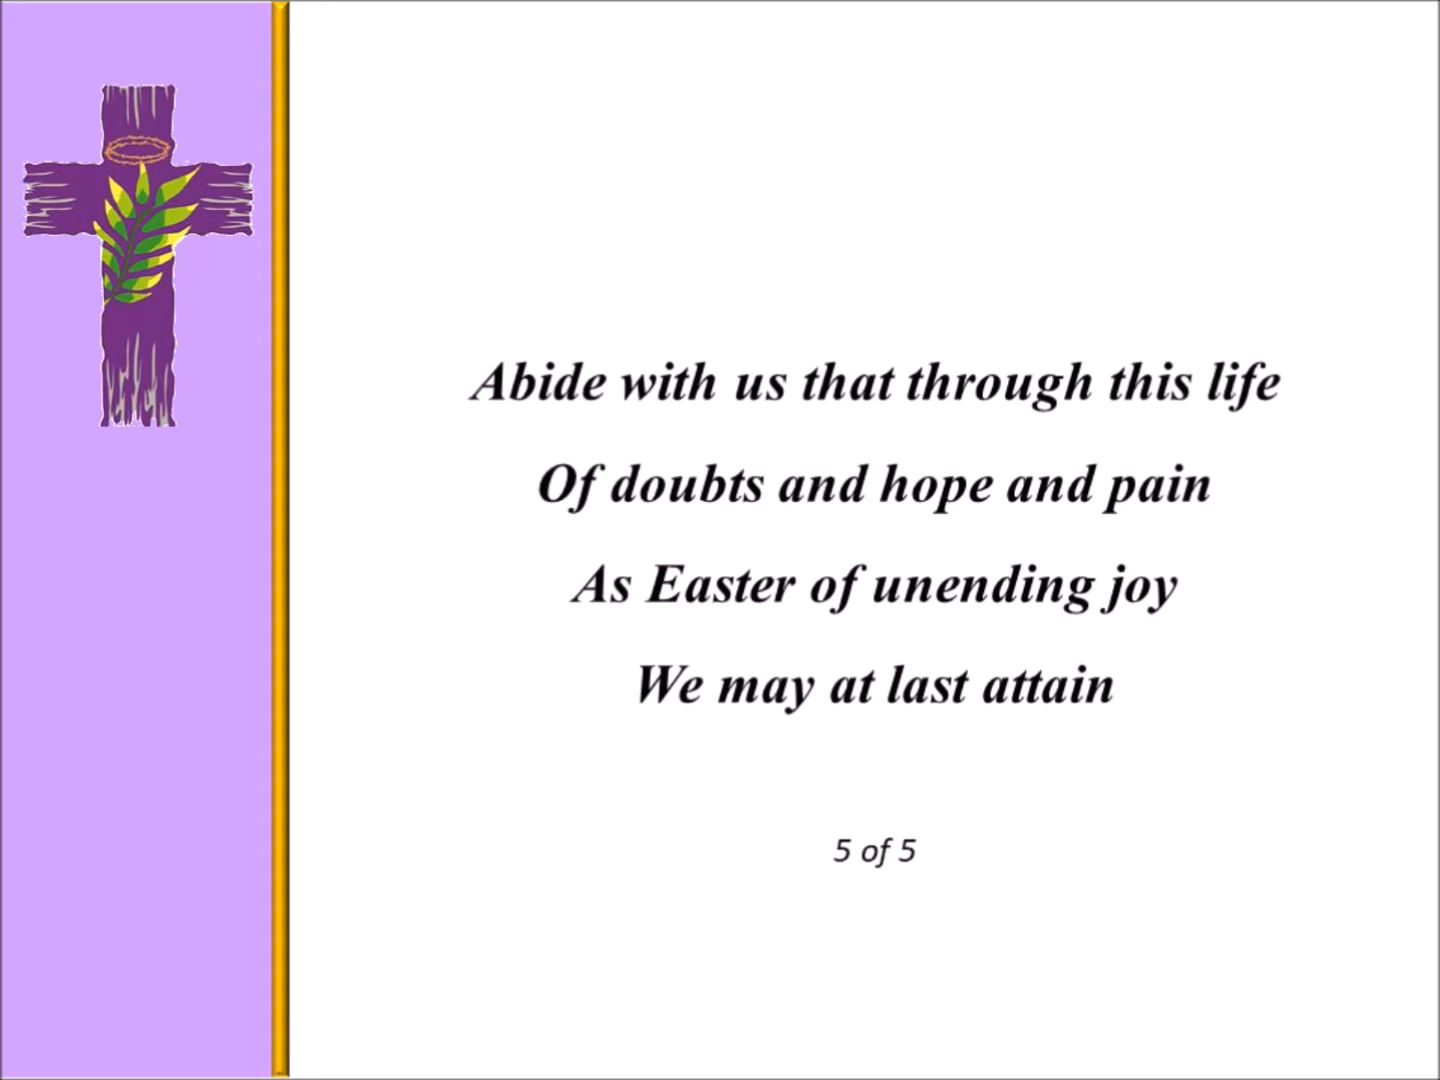 Abide with us that through this life
Of doubts and hope and pain
As Easter of unending joy
We may at last attain
5 of 5